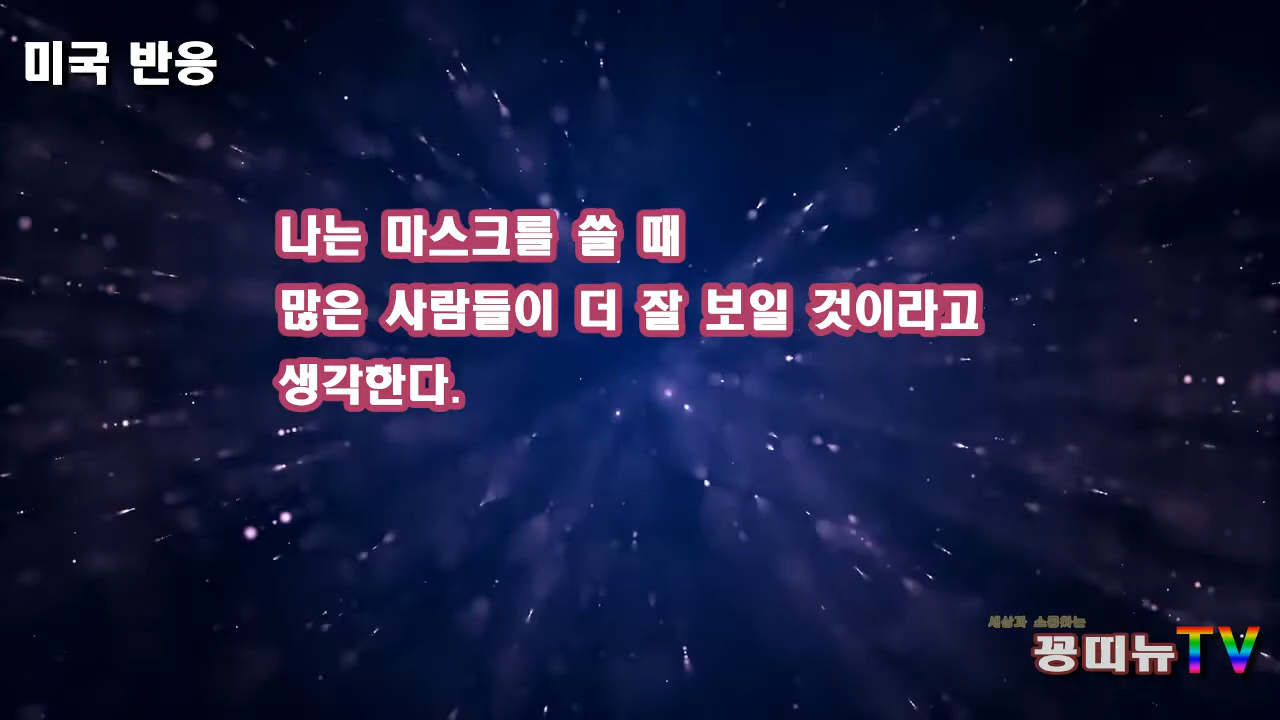 미국 반응
나는 마스크를 쓸 때
많은 사람들이 더 잘 보일 것이라고
생각한다.
세상과 소통하는
꽁띠뉴TV